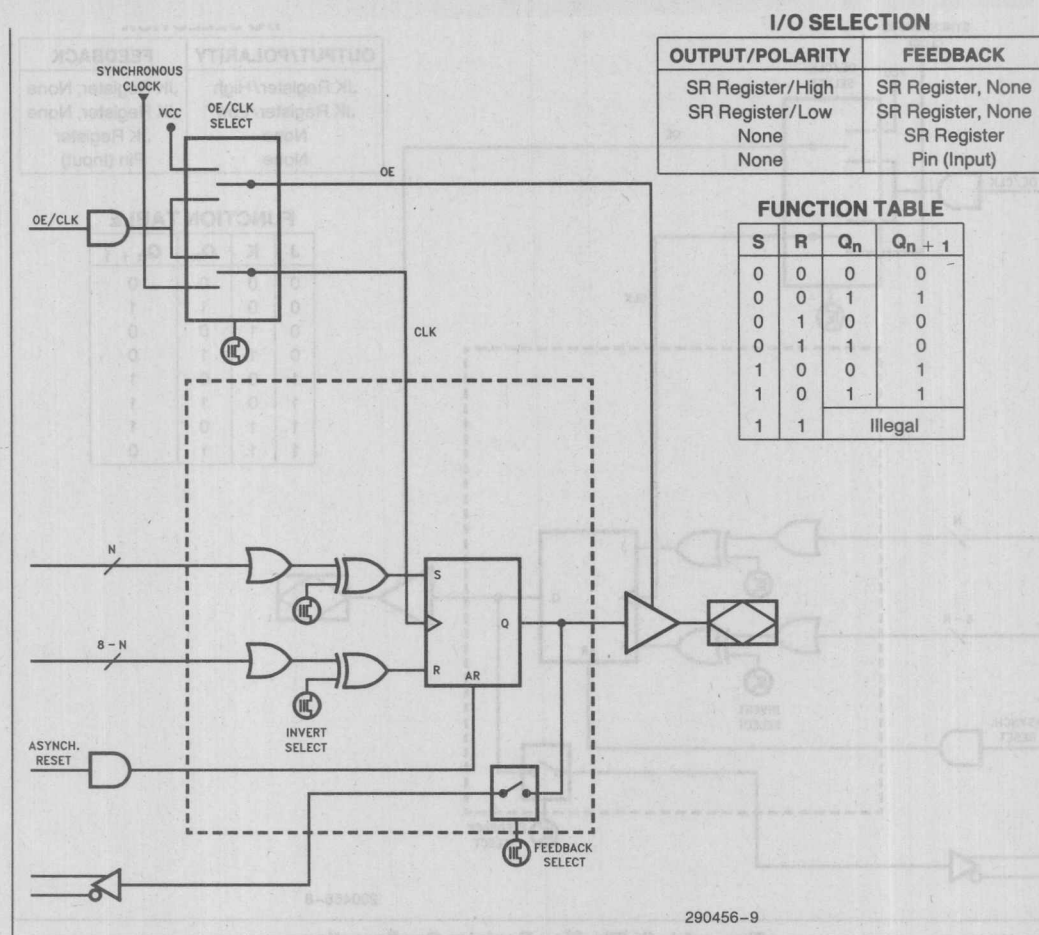 I/O SELECTION
OUTPUT/POLARITY FEEDBACK
SR Register/High SR Register, None
SR Register/Low SR Register, None
None SR Register
None Pin (Input)
SYNCHRONOUS
CLOCK
VCC
OE/CLK
SELECT
OE
OE/CLK
CLK
FUNCTION TABLE
S R Qn Qn + 1
0 0 0 0
0 0 1 1
0 1 0 0
0 1 1 0
1 0 0 1
1 0 1 1
1 1 Illegal
N
S
Q
8-N
R
AR
INVERT
SELECT
ASYNCH.
RESET
FEEDBACK
SELECT
290456-9